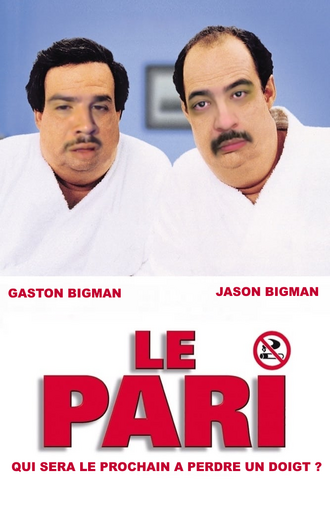 GASTON BIGMAN
JASON BIGMAN
LE
PARI
QUI SERA LE PROCHAIN A PERDRE UN DOIGT ?